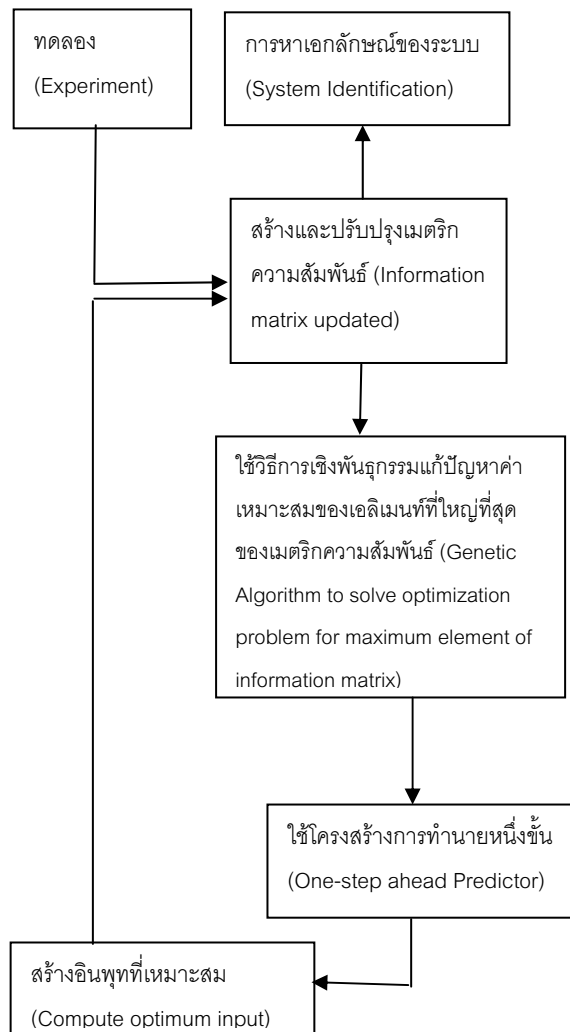 ทดลอง
(Experiment)
การหาเอกลักษณ์ของระบบ
(System Identification)
สร้างและปรับปรุงเมตริก
ความสัมพันธ์ (Information
matrix updated)
ใช้วิธีการเชิงพันธุกรรมแก้ปัญหาค่า
เหมาะสมของเอลิเมนท์ที่ใหญ่ที่สุด
ของเมตริกความสัมพันธ์ (Genetic
Algorithm to solve optimization
problem for maximum element of
information matrix)
ใช้โครงสร้างการทำนายหนึ่งขั้น
(One-step ahead Predictor)
สร้างอินพุทที่เหมาะสม
(Compute optimum input)